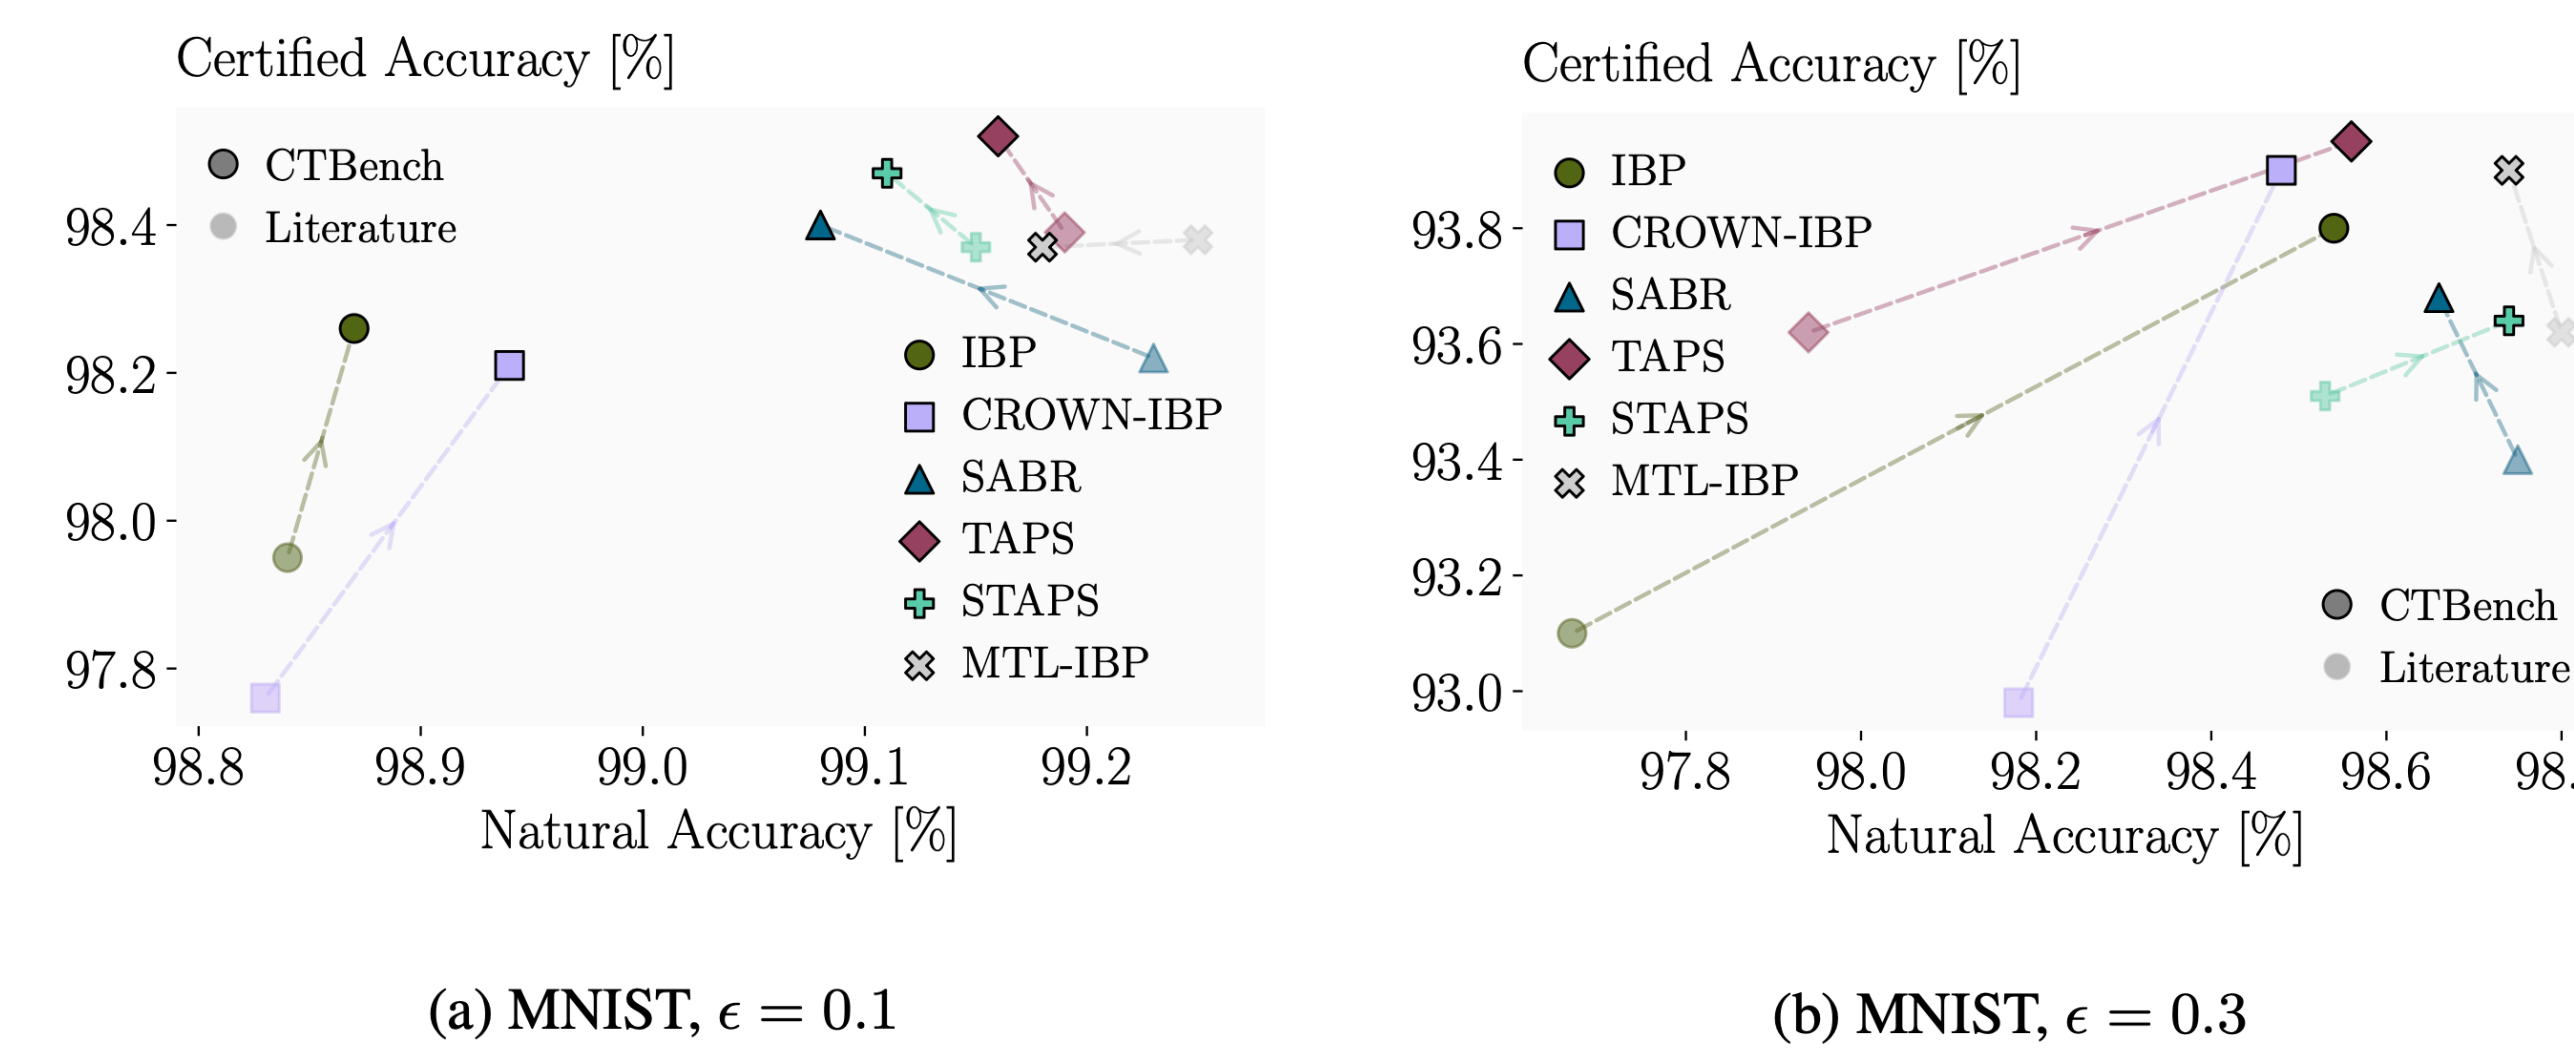 Certified Accuracy [%]
CTBench
Literature
98.4
98.2
98.0
97.8
IBP
CROWN-IBP
SABR
TAPS
STAPS
MTL-IBP
98.8 98.9 99.0 99.1 99.2
Natural Accuracy [%]
(a) MNIST, ϵ = 0.1
Certified Accuracy [%]
IBP
CROWN-IBP
SABR
TAPS
STAPS
MTL-IBP
93.8
93.6
93.4
93.2
93.0
CTBench
Literature
97.8 98.0 98.2 98.4 98.6 98.
Natural Accuracy [%]
(b) MNIST, ϵ = 0.3